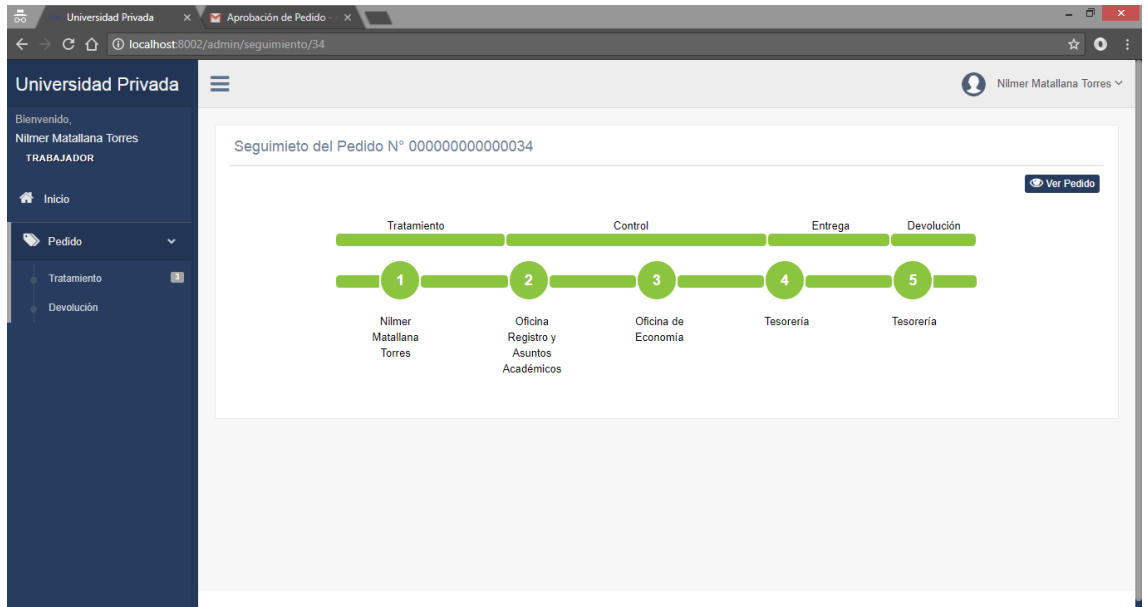 Universidad Privada
Aprobación de Pedido -
localhost:8002/admin/seguimiento/34
Universidad Privada
Nilmer Matallana Torres
Bienvenido,
Nilmer Matallana Torres
TRABAJADOR
Inicio
Pedido
Tratamiento 3
Devolución
Seguimieto del Pedido N° 000000000000034
Ver Pedido
Tratamiento Control Entrega Devolución
1 2 3 4 5
Nilmer
Matallana
Torres
Oficina
Registro y
Asuntos
Académicos
Oficina de
Economía
Tesorería
Tesorería